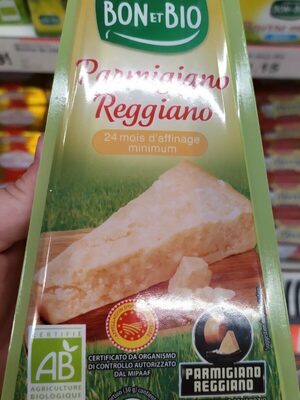 BON ET BIO
Parmigiano
Reggiano
24 mois d'affinage
minimum
CERTIFIÉ
AB
AGRICULTURE
BIOLOGIQUE
CERTIFICATO DA ORGANISMO
DI CONTROLLO AUTORIZZATO
DAL MIPAAF
PARMIGIANO
REGGIANO